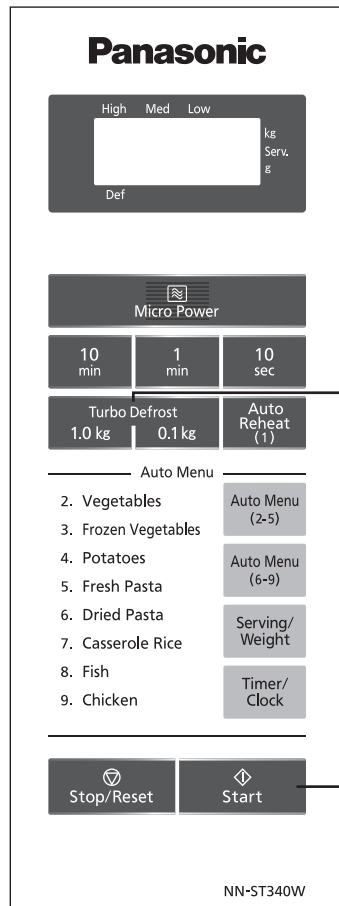 Panasonic
High Med Low
kg
Serv.
g
Def
Micro Power
10 min
1 min
10 sec
Turbo Defrost
1.0 kg 0.1 kg
Auto Reheat (1)
Auto Menu
2. Vegetables
3. Frozen Vegetables
4. Potatoes
5. Fresh Pasta
6. Dried Pasta
7. Casserole Rice
8. Fish
9. Chicken
Auto Menu
(2-5)
Auto Menu
(6-9)
Serving/
Weight
Timer/
Clock
Stop/Reset
Start
NN-ST340W